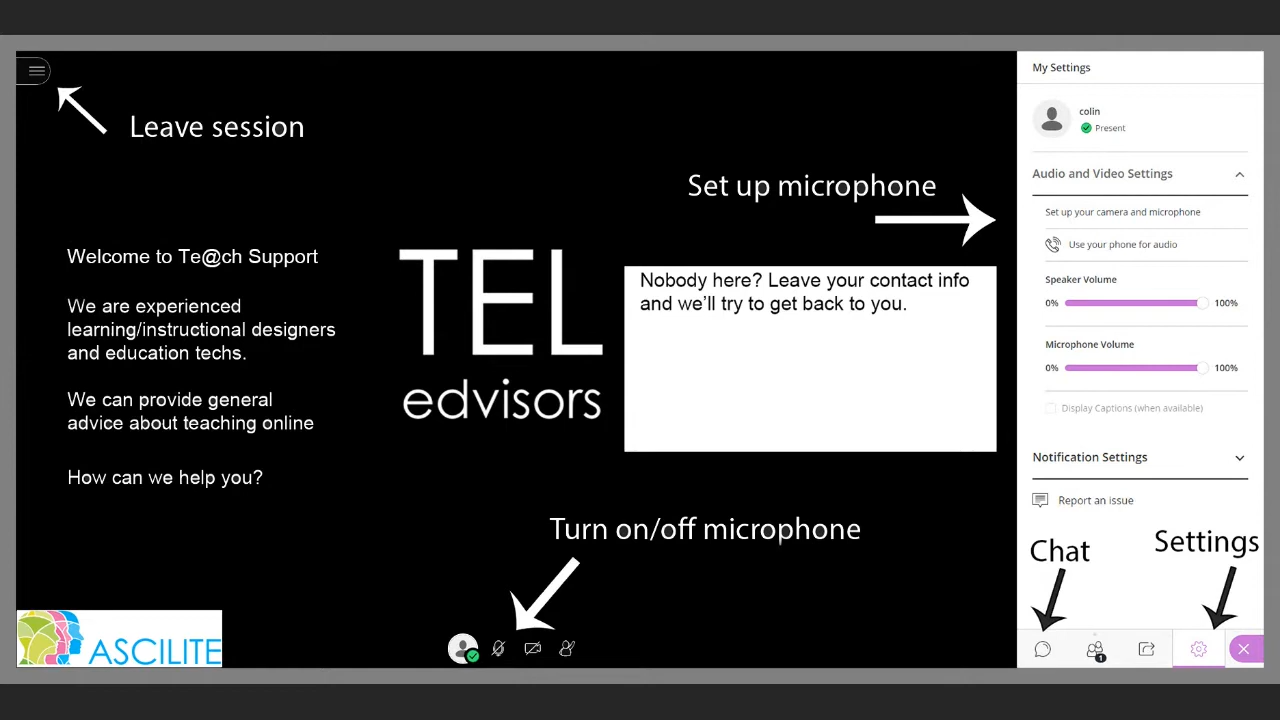 Leave session
Set up microphone
Welcome to Te@ch Support
We are experienced
learning/instructional designers
and education techs.
We can provide general
advice about teaching online
How can we help you?
TEL
edvisors
Nobody here? Leave your contact info
and we'll try to get back to you.
Turn on/off microphone
ASCILITE
My Settings
colin
Present
Audio and Video Settings
Set up your camera and microphone
Use your phone for audio
Speaker Volume
0% 100%
Microphone Volume
0% 100%
Display Captions (when available)
Notification Settings
Report an issue
Chat
Settings
1